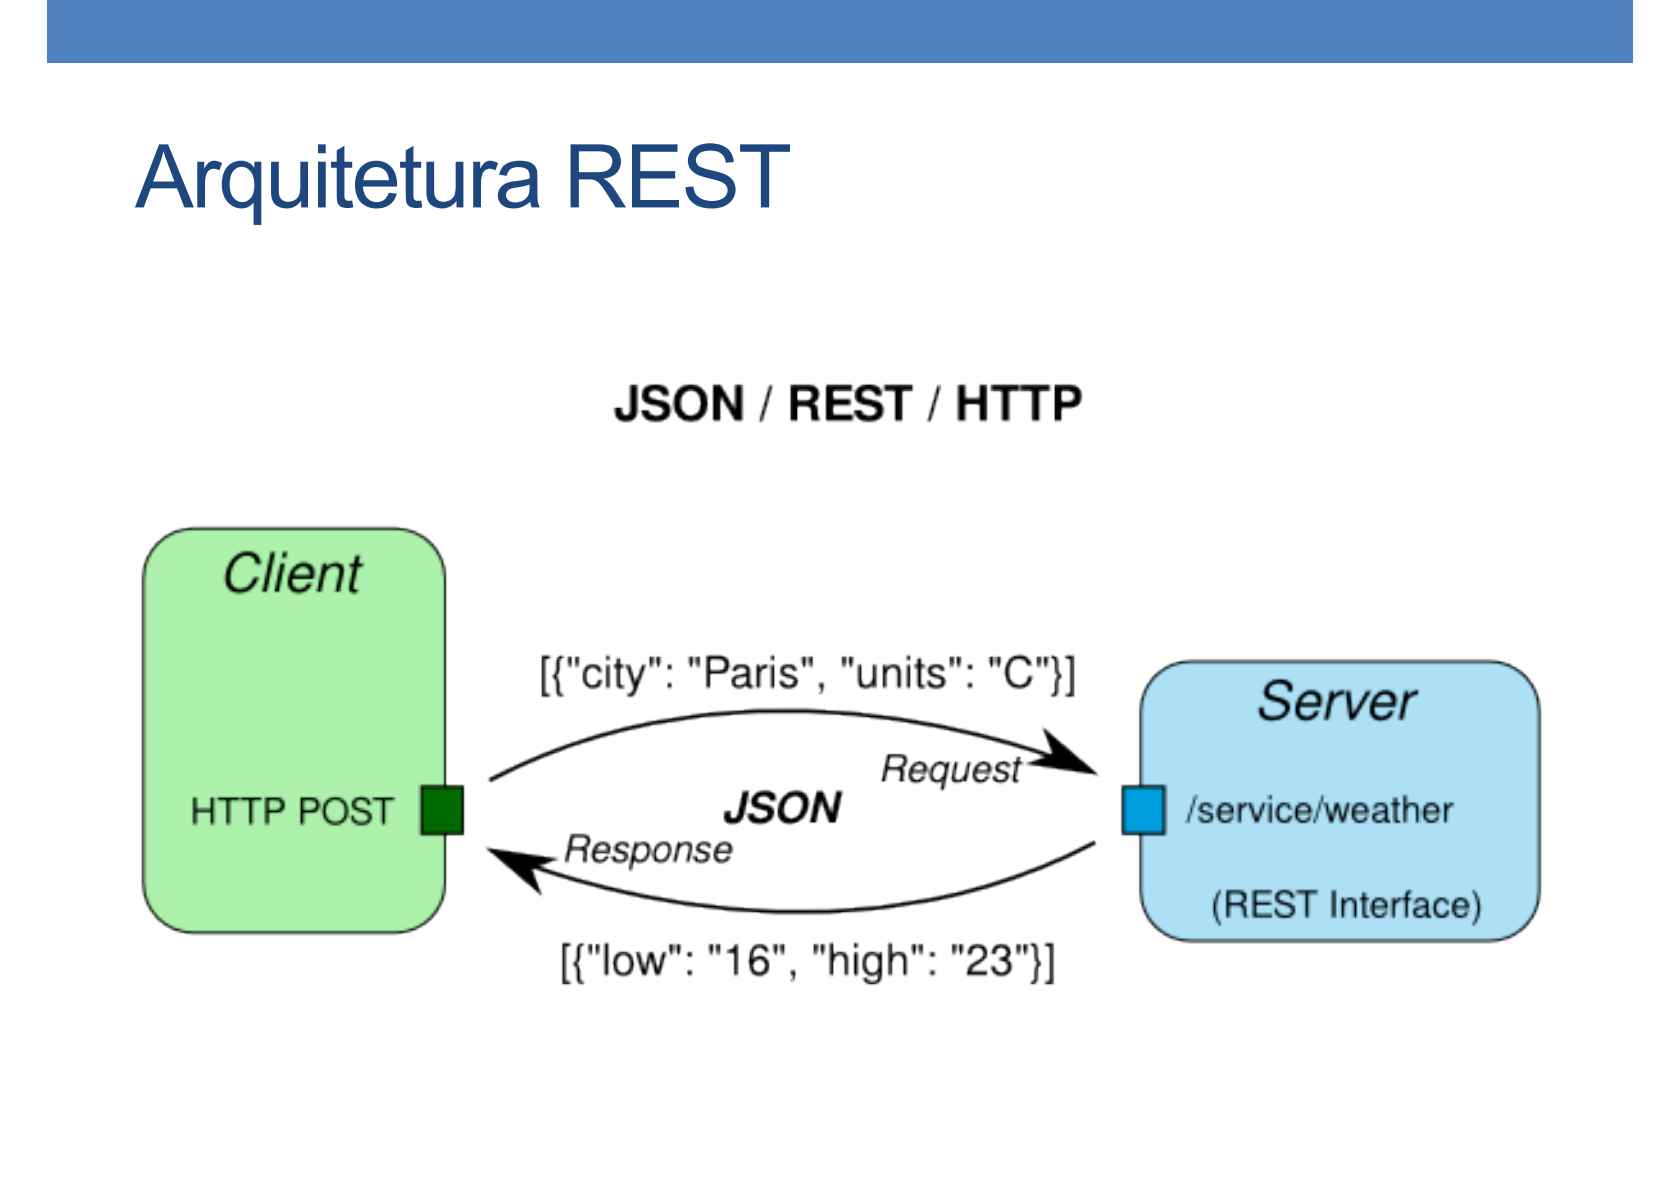 Arquitetura REST
JSON / REST / HTTP
Client
[{"city": "Paris", "units": "C"}]
Server
Request
HTTP POST
JSON
/service/weather
Response
(REST Interface)
[{"low": "16", "high": "23"}]